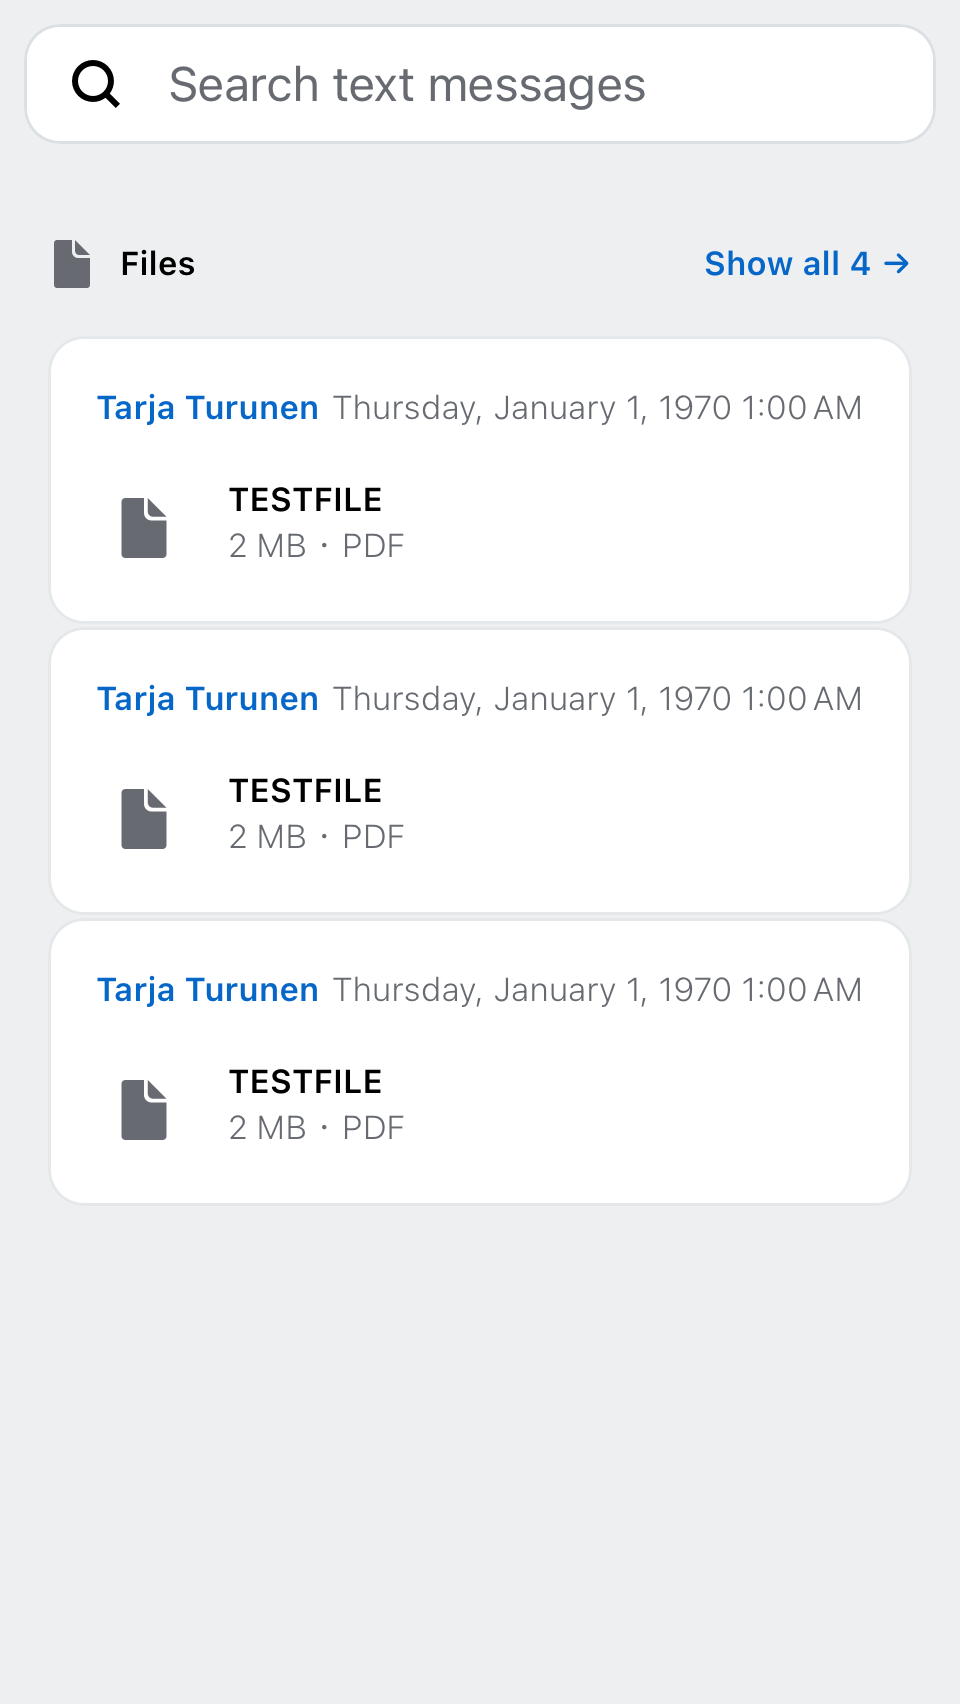 Search text messages
Files
Show all 4 →
Tarja Turunen Thursday, January 1, 1970 1:00 AM
TESTFILE
2 MB · PDF
Tarja Turunen Thursday, January 1, 1970 1:00 AM
TESTFILE
2 MB · PDF
Tarja Turunen Thursday, January 1, 1970 1:00 AM
TESTFILE
2 MB · PDF